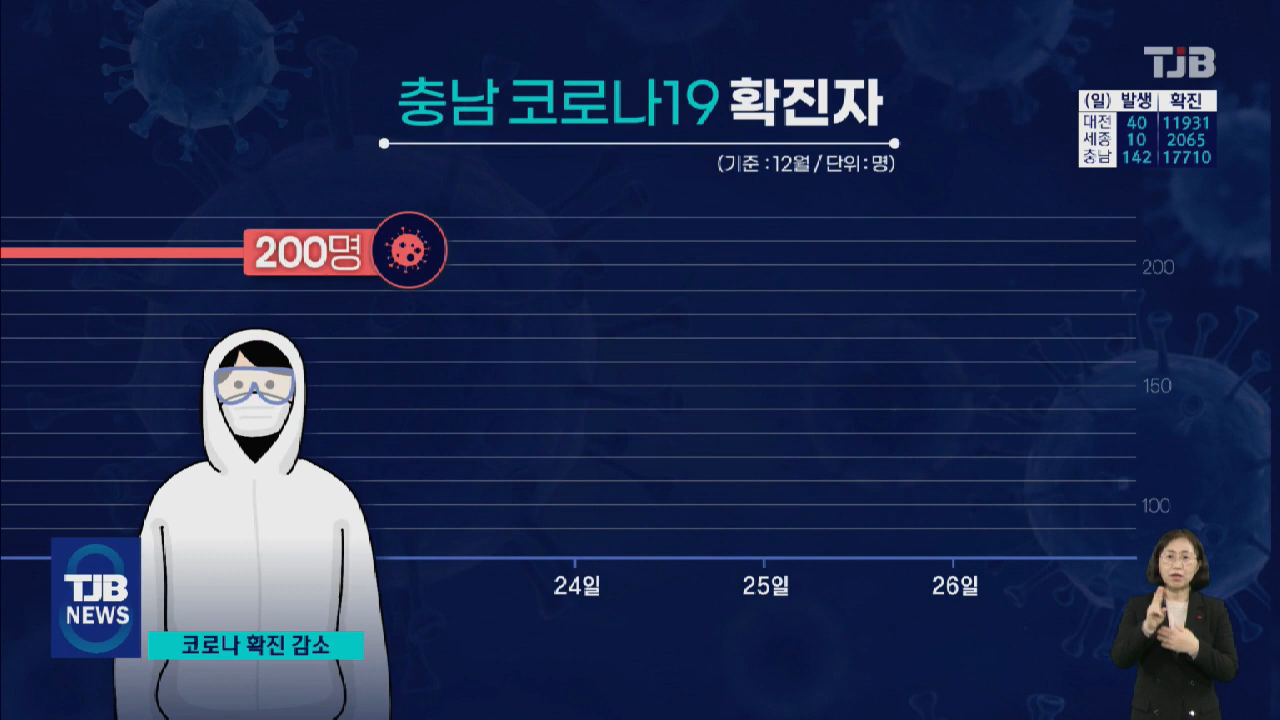 TJB
충남 코로나19 확진자
(기준 : 12월 / 단위 : 명)
(일) 발생 확진
대전 40 11931
세종 10 2065
충남 142 17710
200명
200
150
100
24일 25일 26일
TJB
NEWS
코로나 확진 감소